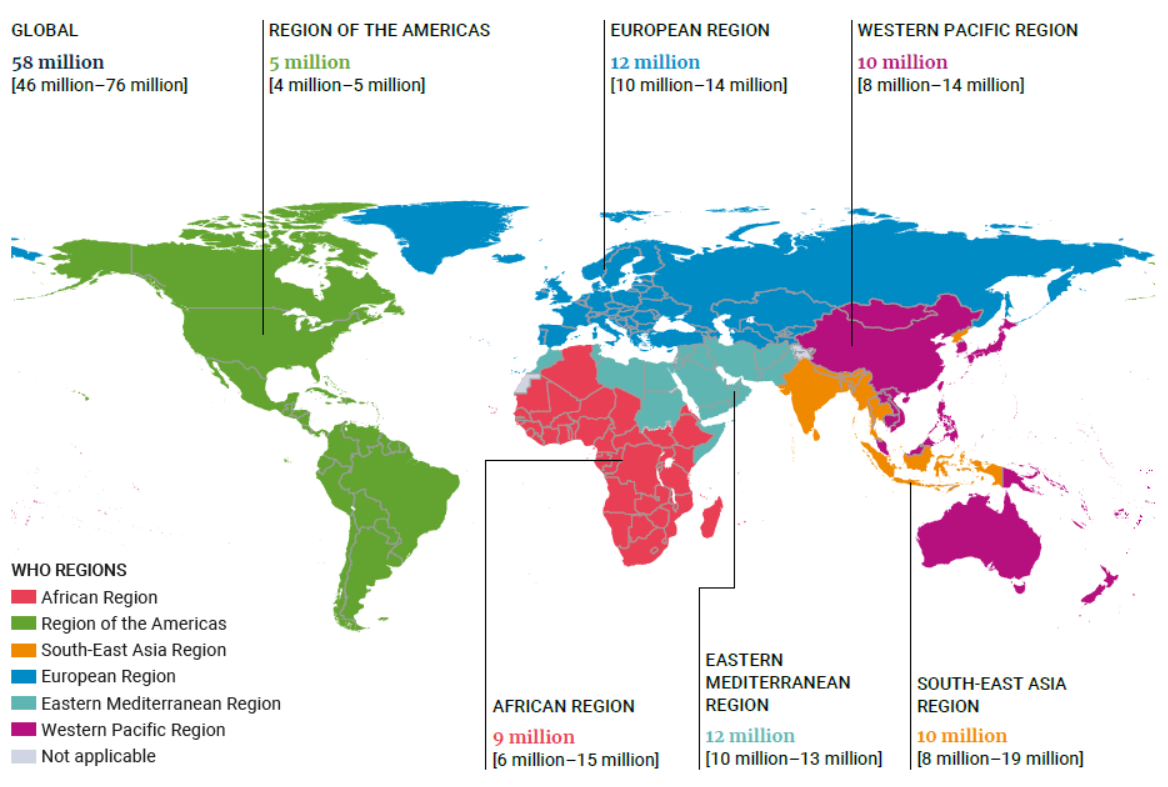 GLOBAL
58 million
[46 million–76 million]
REGION OF THE AMERICAS
5 million
[4 million–5 million]
EUROPEAN REGION
12 million
[10 million–14 million]
WESTERN PACIFIC REGION
10 million
[8 million–14 million]
WHO REGIONS
African Region
Region of the Americas
South-East Asia Region
European Region
Eastern Mediterranean Region
Western Pacific Region
Not applicable
AFRICAN REGION
9 million
[6 million–15 million]
EASTERN
MEDITERRANEAN
REGION
12 million
[10 million–13 million]
SOUTH-EAST ASIA
REGION
10 million
[8 million–19 million]